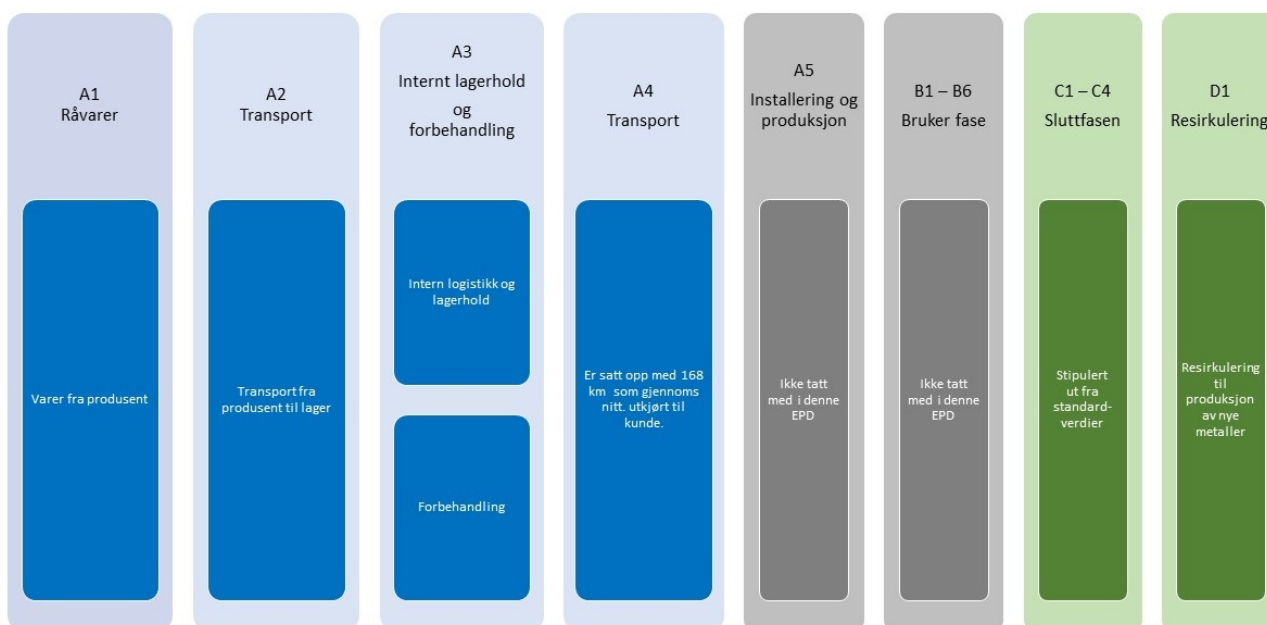 A1
Råvarer
Varer fra produsent
A2
Transport
Transport fra
produsent til lager
A3
Internt lagerhold
og
forbehandling
Intern logistikk og
lagerhold
Forbehandling
A4
Transport
Er satt opp med 168
km som gjennoms
nitt. utkjørt til
kunde.
A5
Installering og
produksjon
Ikke tatt
med i denne
EPD
B1 – B6
Bruker fase
Ikke tatt
med i denne
EPD
C1 – C4
Sluttfasen
Stipulert
ut fra
standard-
verdier
D1
Resirkulering
Resirkulering
til
produksjon
av nye
metaller